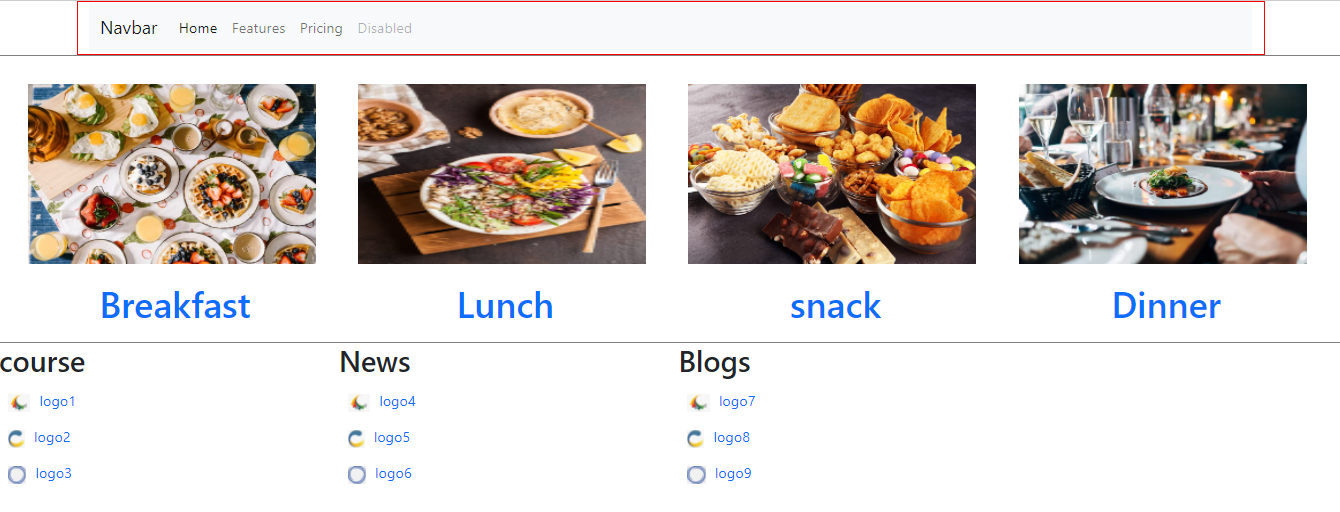 Navbar Home Features Pricing Disabled
Breakfast Lunch snack Dinner
course News Blogs
logo1 logo4 logo7
logo2 logo5 logo8
logo3 logo6 logo9